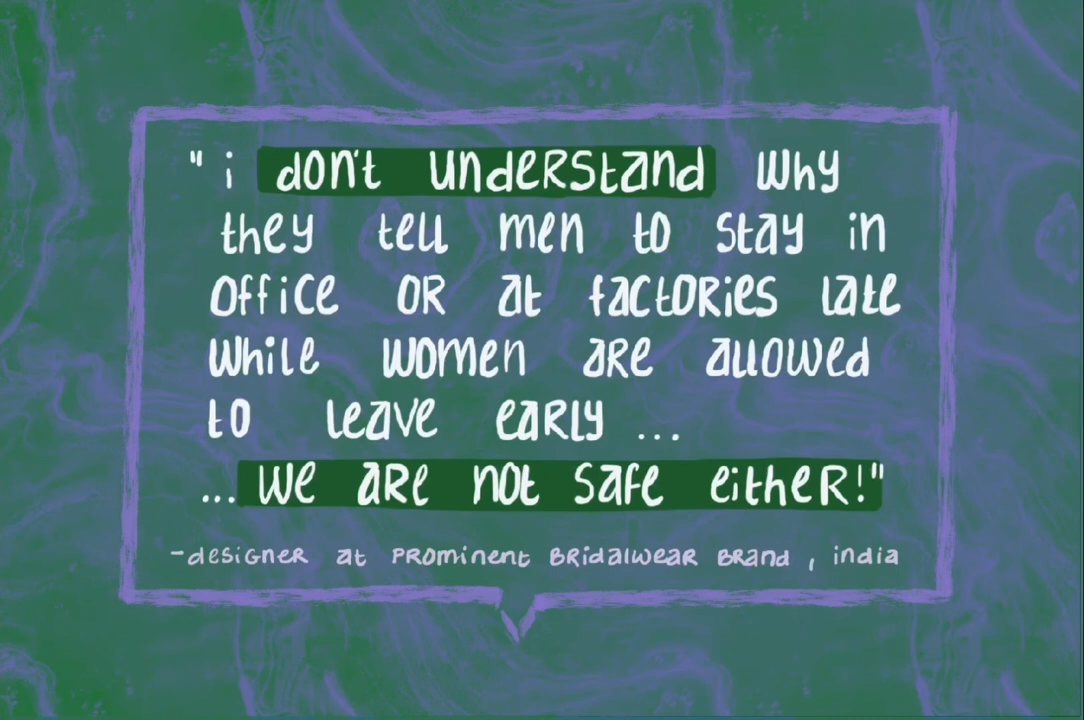 "i don't understand why
they tell men to stay in
office or at factories late
while women are allowed
to leave early ...
... we are not safe either!"
-designer at prominent bridalwear brand, india